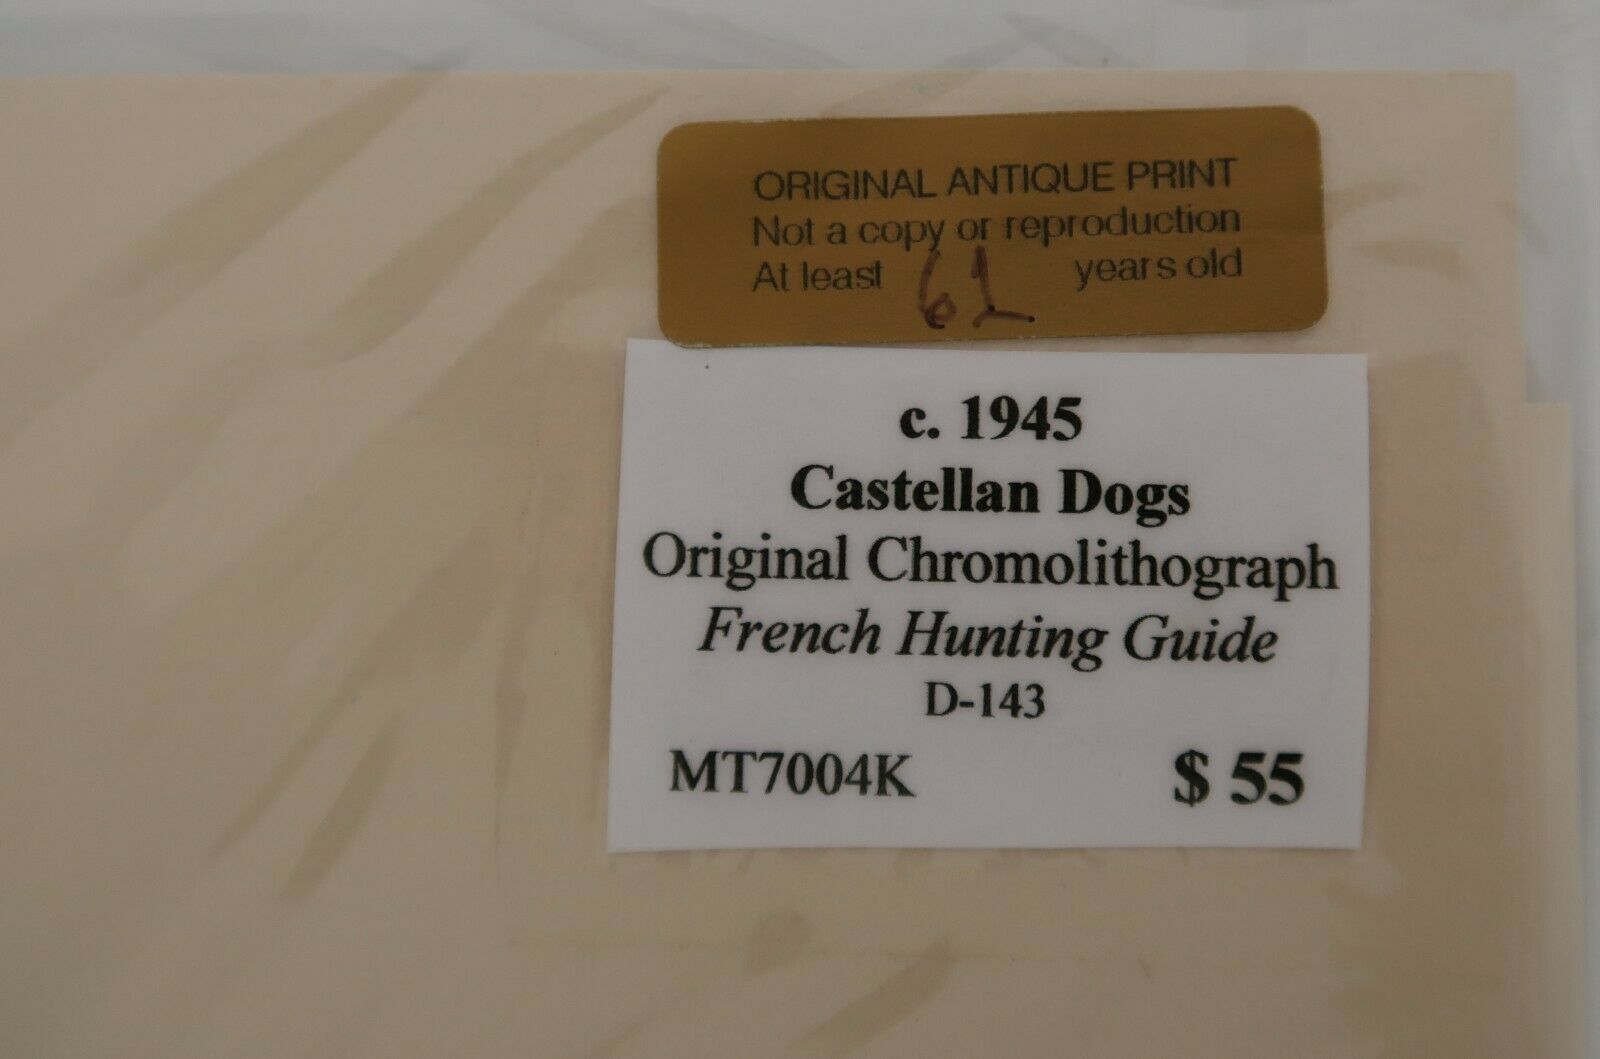 ORIGINAL ANTIQUE PRINT
Not a copy or reproduction
At least 61 years old
c. 1945
Castellan Dogs
Original Chromolithograph
French Hunting Guide
D-143
MT7004K $ 55